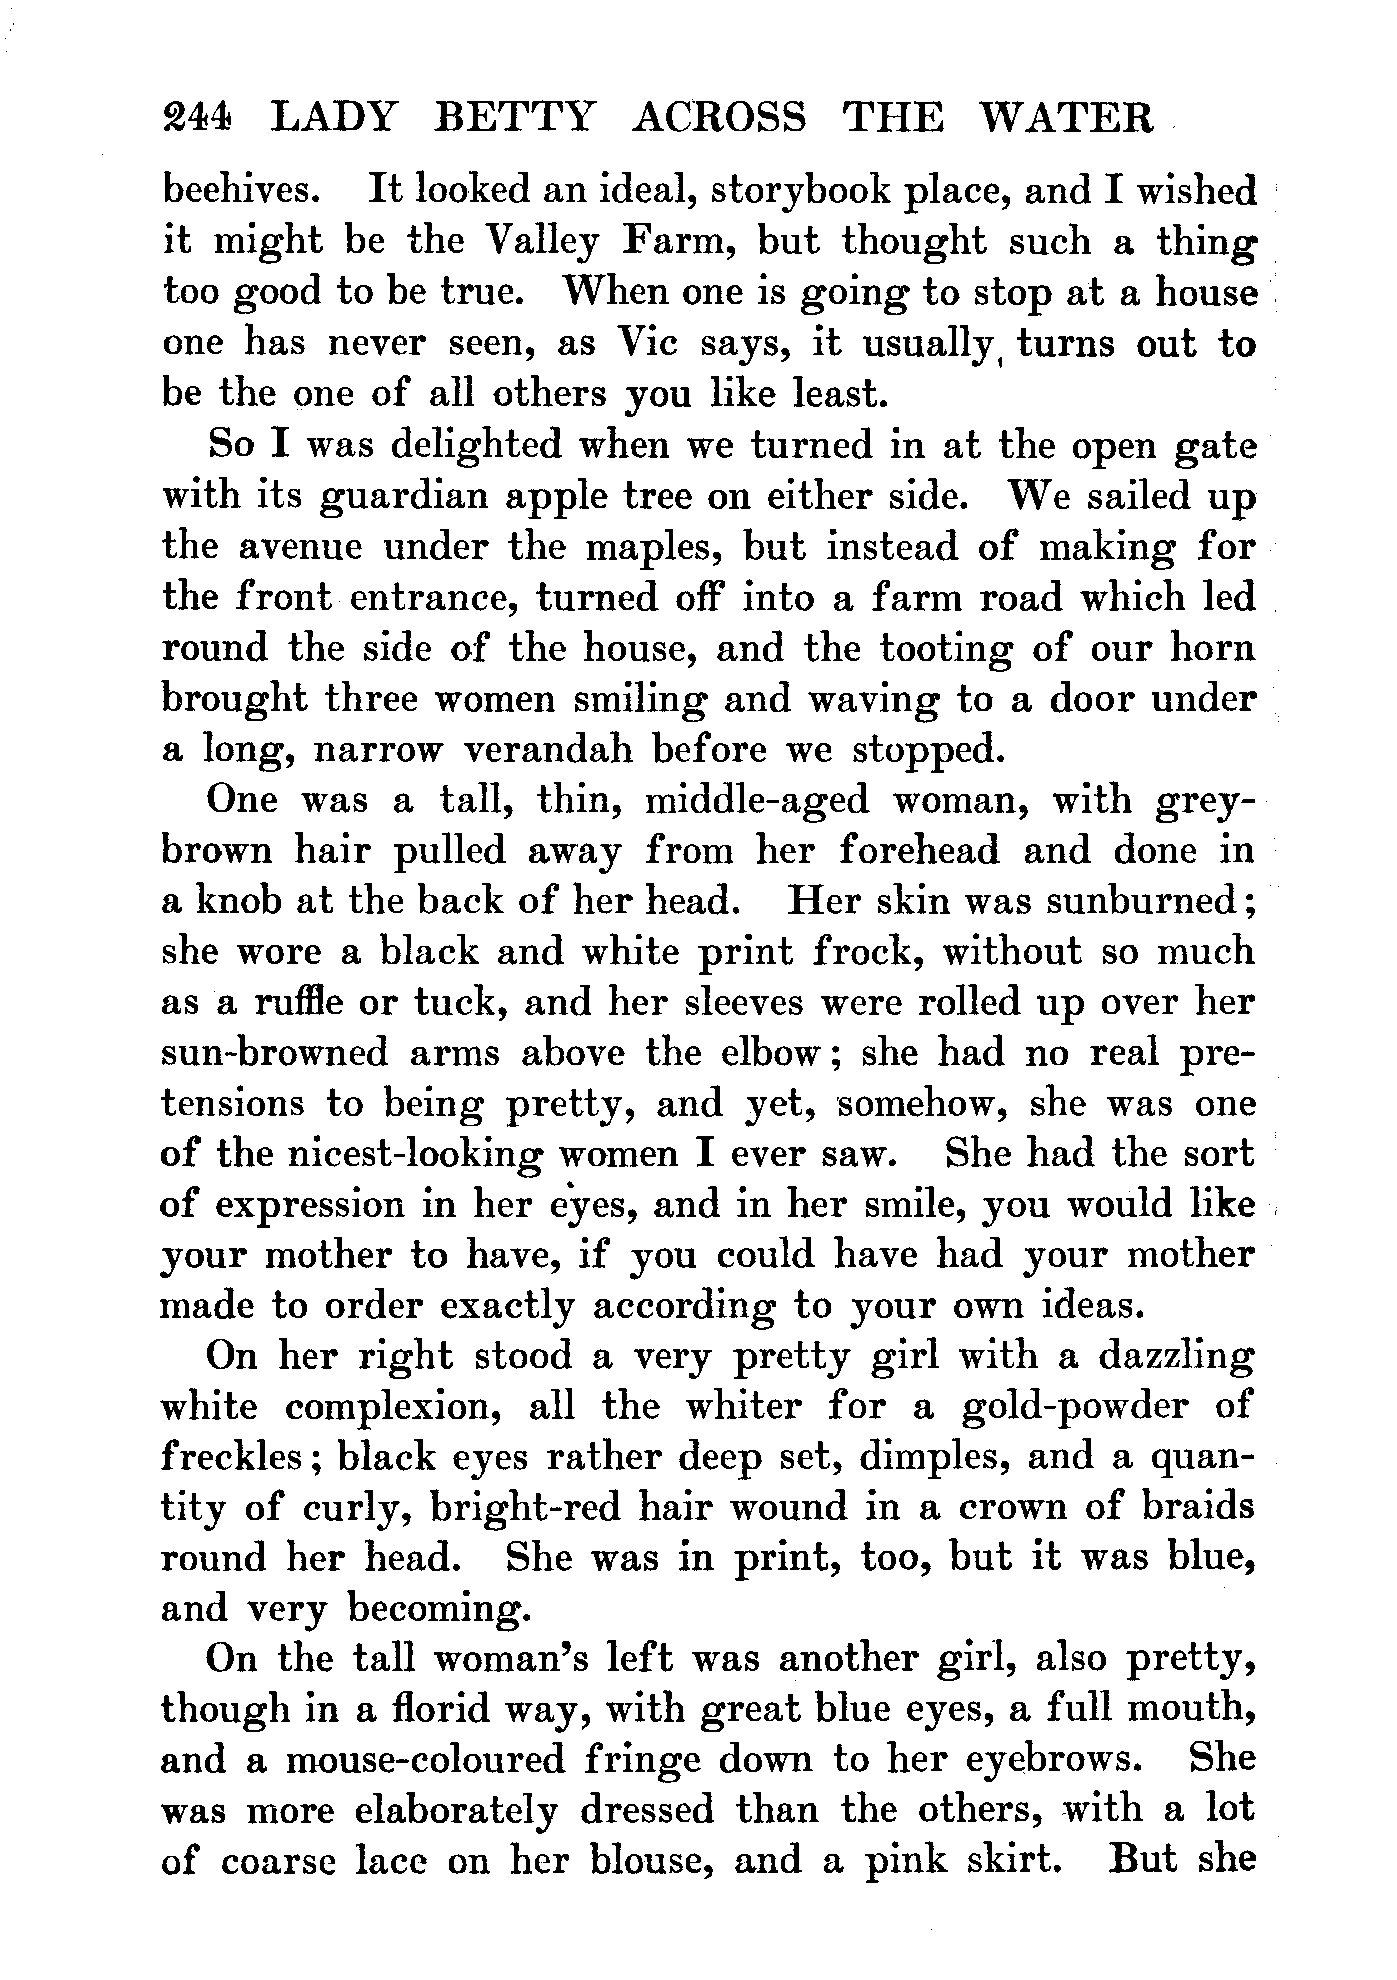 244 LADY BETTY ACROSS THE WATER
beehives. It looked an ideal, storybook place, and I wished
it might be the Valley Farm, but thought such a thing
too good to be true. When one is going to stop at a house
one has never seen, as Vic says, it usually, turns out to
be the one of all others you like least.
So I was delighted when we turned in at the open gate
with its guardian apple tree on either side. We sailed up
the avenue under the maples, but instead of making for
the front entrance, turned off into a farm road which led
round the side of the house, and the tooting of our horn
brought three women smiling and waving to a door under
a long, narrow verandah before we stopped.
One was a tall, thin, middle-aged woman, with grey-
brown hair pulled away from her forehead and done in
a knob at the back of her head. Her skin was sunburned;
she wore a black and white print frock, without so much
as a ruffle or tuck, and her sleeves were rolled up over her
sun-browned arms above the elbow; she had no real pre-
tensions to being pretty, and yet, somehow, she was one
of the nicest-looking women I ever saw. She had the sort
of expression in her eyes, and in her smile, you would like
your mother to have, if you could have had your mother
made to order exactly according to your own ideas.
On her right stood a very pretty girl with a dazzling
white complexion, all the whiter for a gold-powder of
freckles; black eyes rather deep set, dimples, and a quan-
tity of curly, bright-red hair wound in a crown of braids
round her head. She was in print, too, but it was blue,
and very becoming.
On the tall woman's left was another girl, also pretty,
though in a florid way, with great blue eyes, a full mouth,
and a mouse-coloured fringe down to her eyebrows. She
was more elaborately dressed than the others, with a lot
of coarse lace on her blouse, and a pink skirt. But she